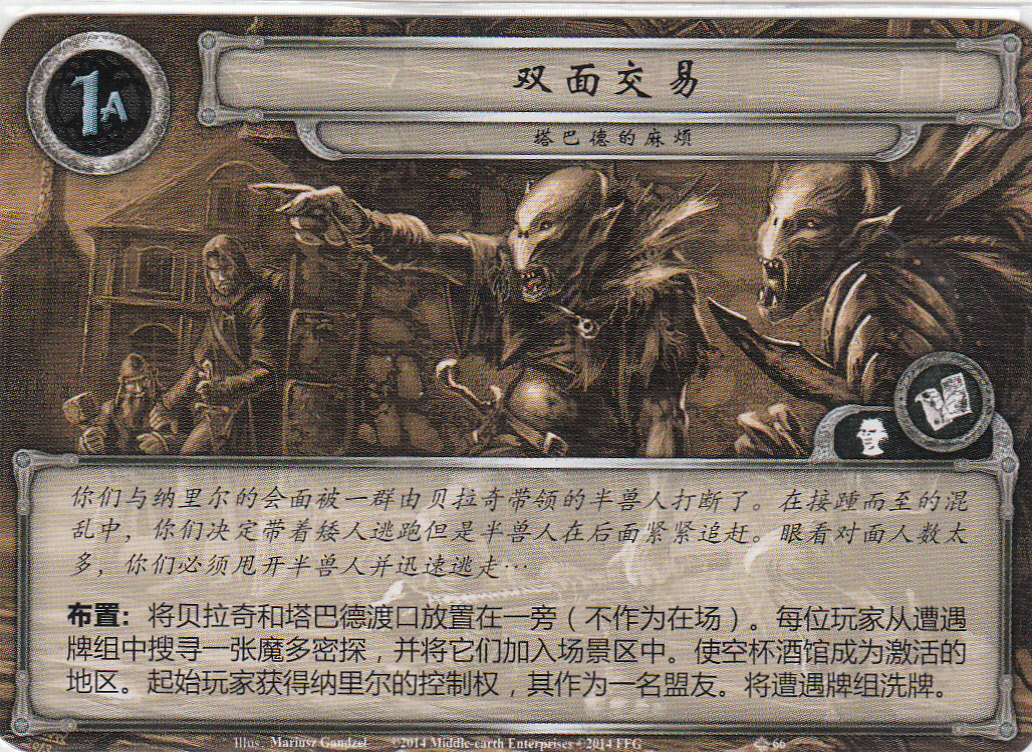 1A
双面交易
塔巴德的麻烦
你们与纳里尔的会面被一群由贝拉奇带领的半兽人打断了。在接踵而至的混
乱中，你们决定带着矮人逃跑但是半兽人在后面紧紧追赶。眼看对面人数太
多，你们必须甩开半兽人并迅速逃走…
布置：将贝拉奇和塔巴德渡口放置在一旁（不作为在场）。每位玩家从遭遇
牌组中搜寻一张魔多密探，并将它们加入场景区中。使空杯酒馆成为激活的
地区。起始玩家获得纳里尔的控制权，其作为一名盟友。将遭遇牌组洗牌。
Illus. Mariusz Gandzel ©2014 Middle-earth Enterprises • 2014 FFG 66